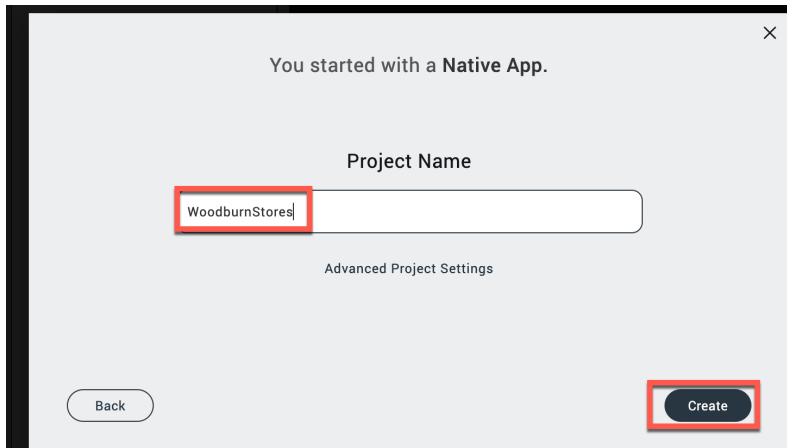 You started with a Native App.
Project Name
WoodburnStores
Advanced Project Settings
Back
Create